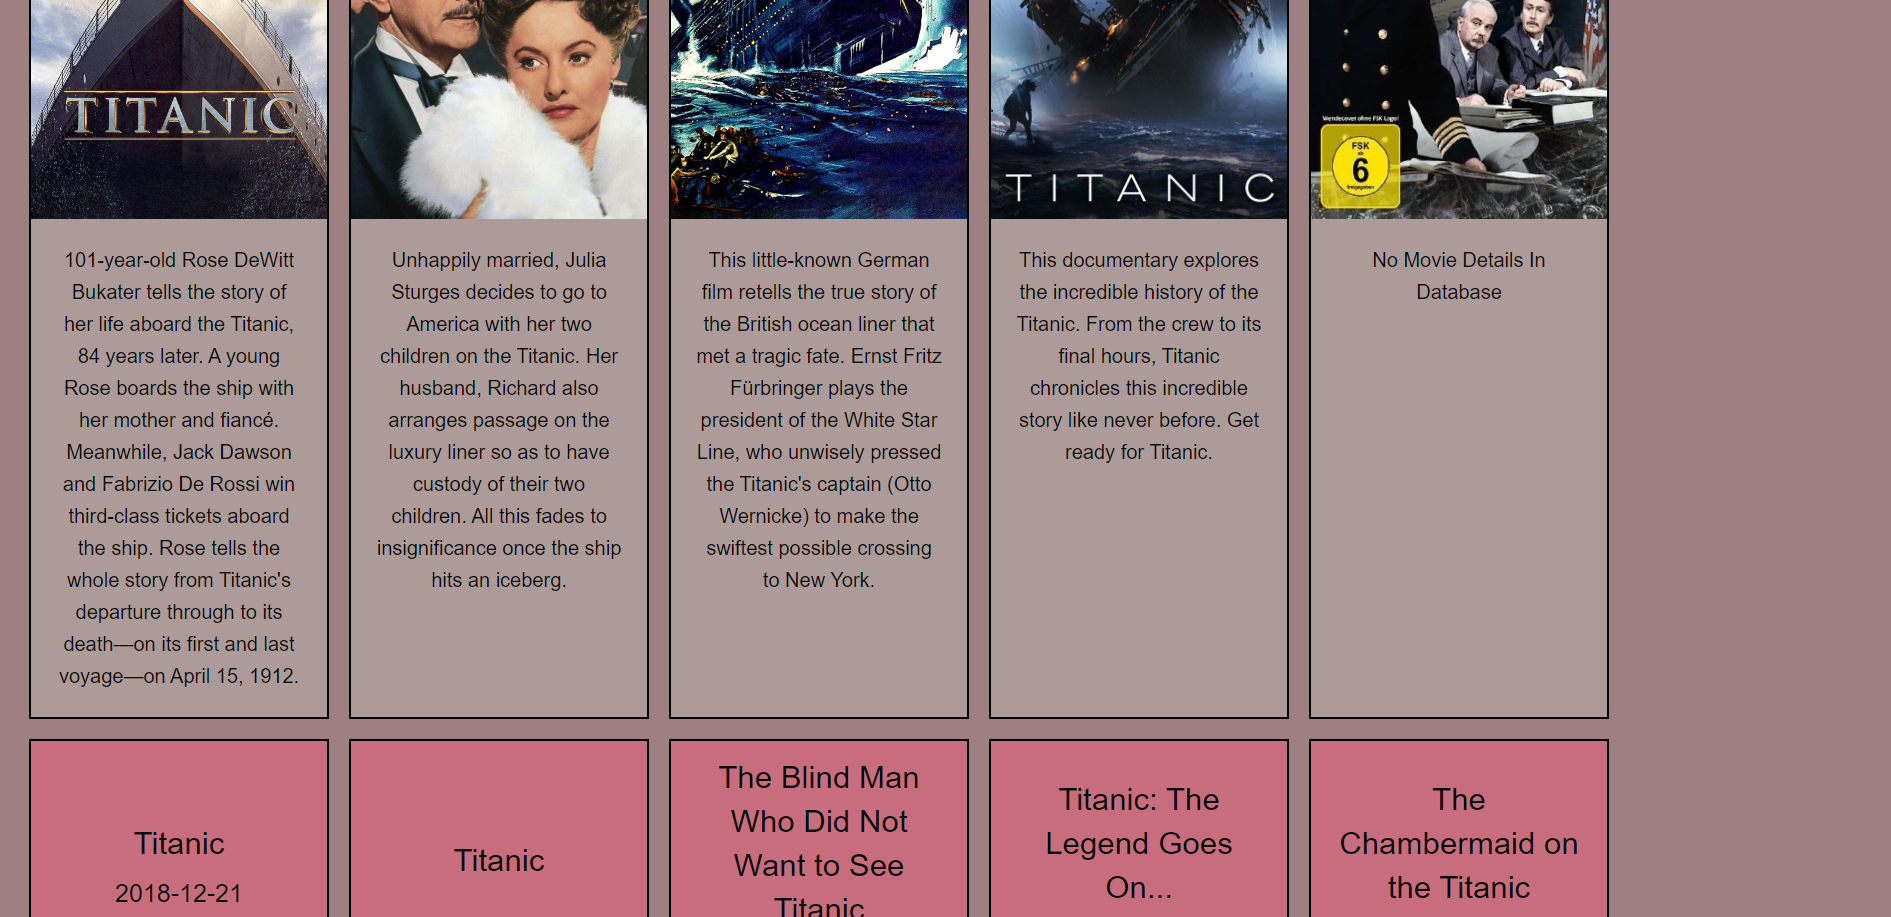 TITANIC
TITANIC
Wendecover ohne FSK Logo!
FSK
ab
6
freigegeben
101-year-old Rose DeWitt
Bukater tells the story of
her life aboard the Titanic,
84 years later. A young
Rose boards the ship with
her mother and fiancé.
Meanwhile, Jack Dawson
and Fabrizio De Rossi win
third-class tickets aboard
the ship. Rose tells the
whole story from Titanic's
departure through to its
death—on its first and last
voyage—on April 15, 1912.
Unhappily married, Julia
Sturges decides to go to
America with her two
children on the Titanic. Her
husband, Richard also
arranges passage on the
luxury liner so as to have
custody of their two
children. All this fades to
insignificance once the ship
hits an iceberg.
This little-known German
film retells the true story of
the British ocean liner that
met a tragic fate. Ernst Fritz
Fürbringer plays the
president of the White Star
Line, who unwisely pressed
the Titanic's captain (Otto
Wernicke) to make the
swiftest possible crossing
to New York.
This documentary explores
the incredible history of the
Titanic. From the crew to its
final hours, Titanic
chronicles this incredible
story like never before. Get
ready for Titanic.
No Movie Details In
Database
Titanic
2018-12-21
Titanic
The Blind Man
Who Did Not
Want to See
Titanic
Titanic: The
Legend Goes
On...
The
Chambermaid on
the Titanic